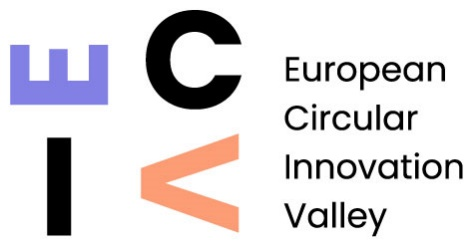 E C
I V
European
Circular
Innovation
Valley